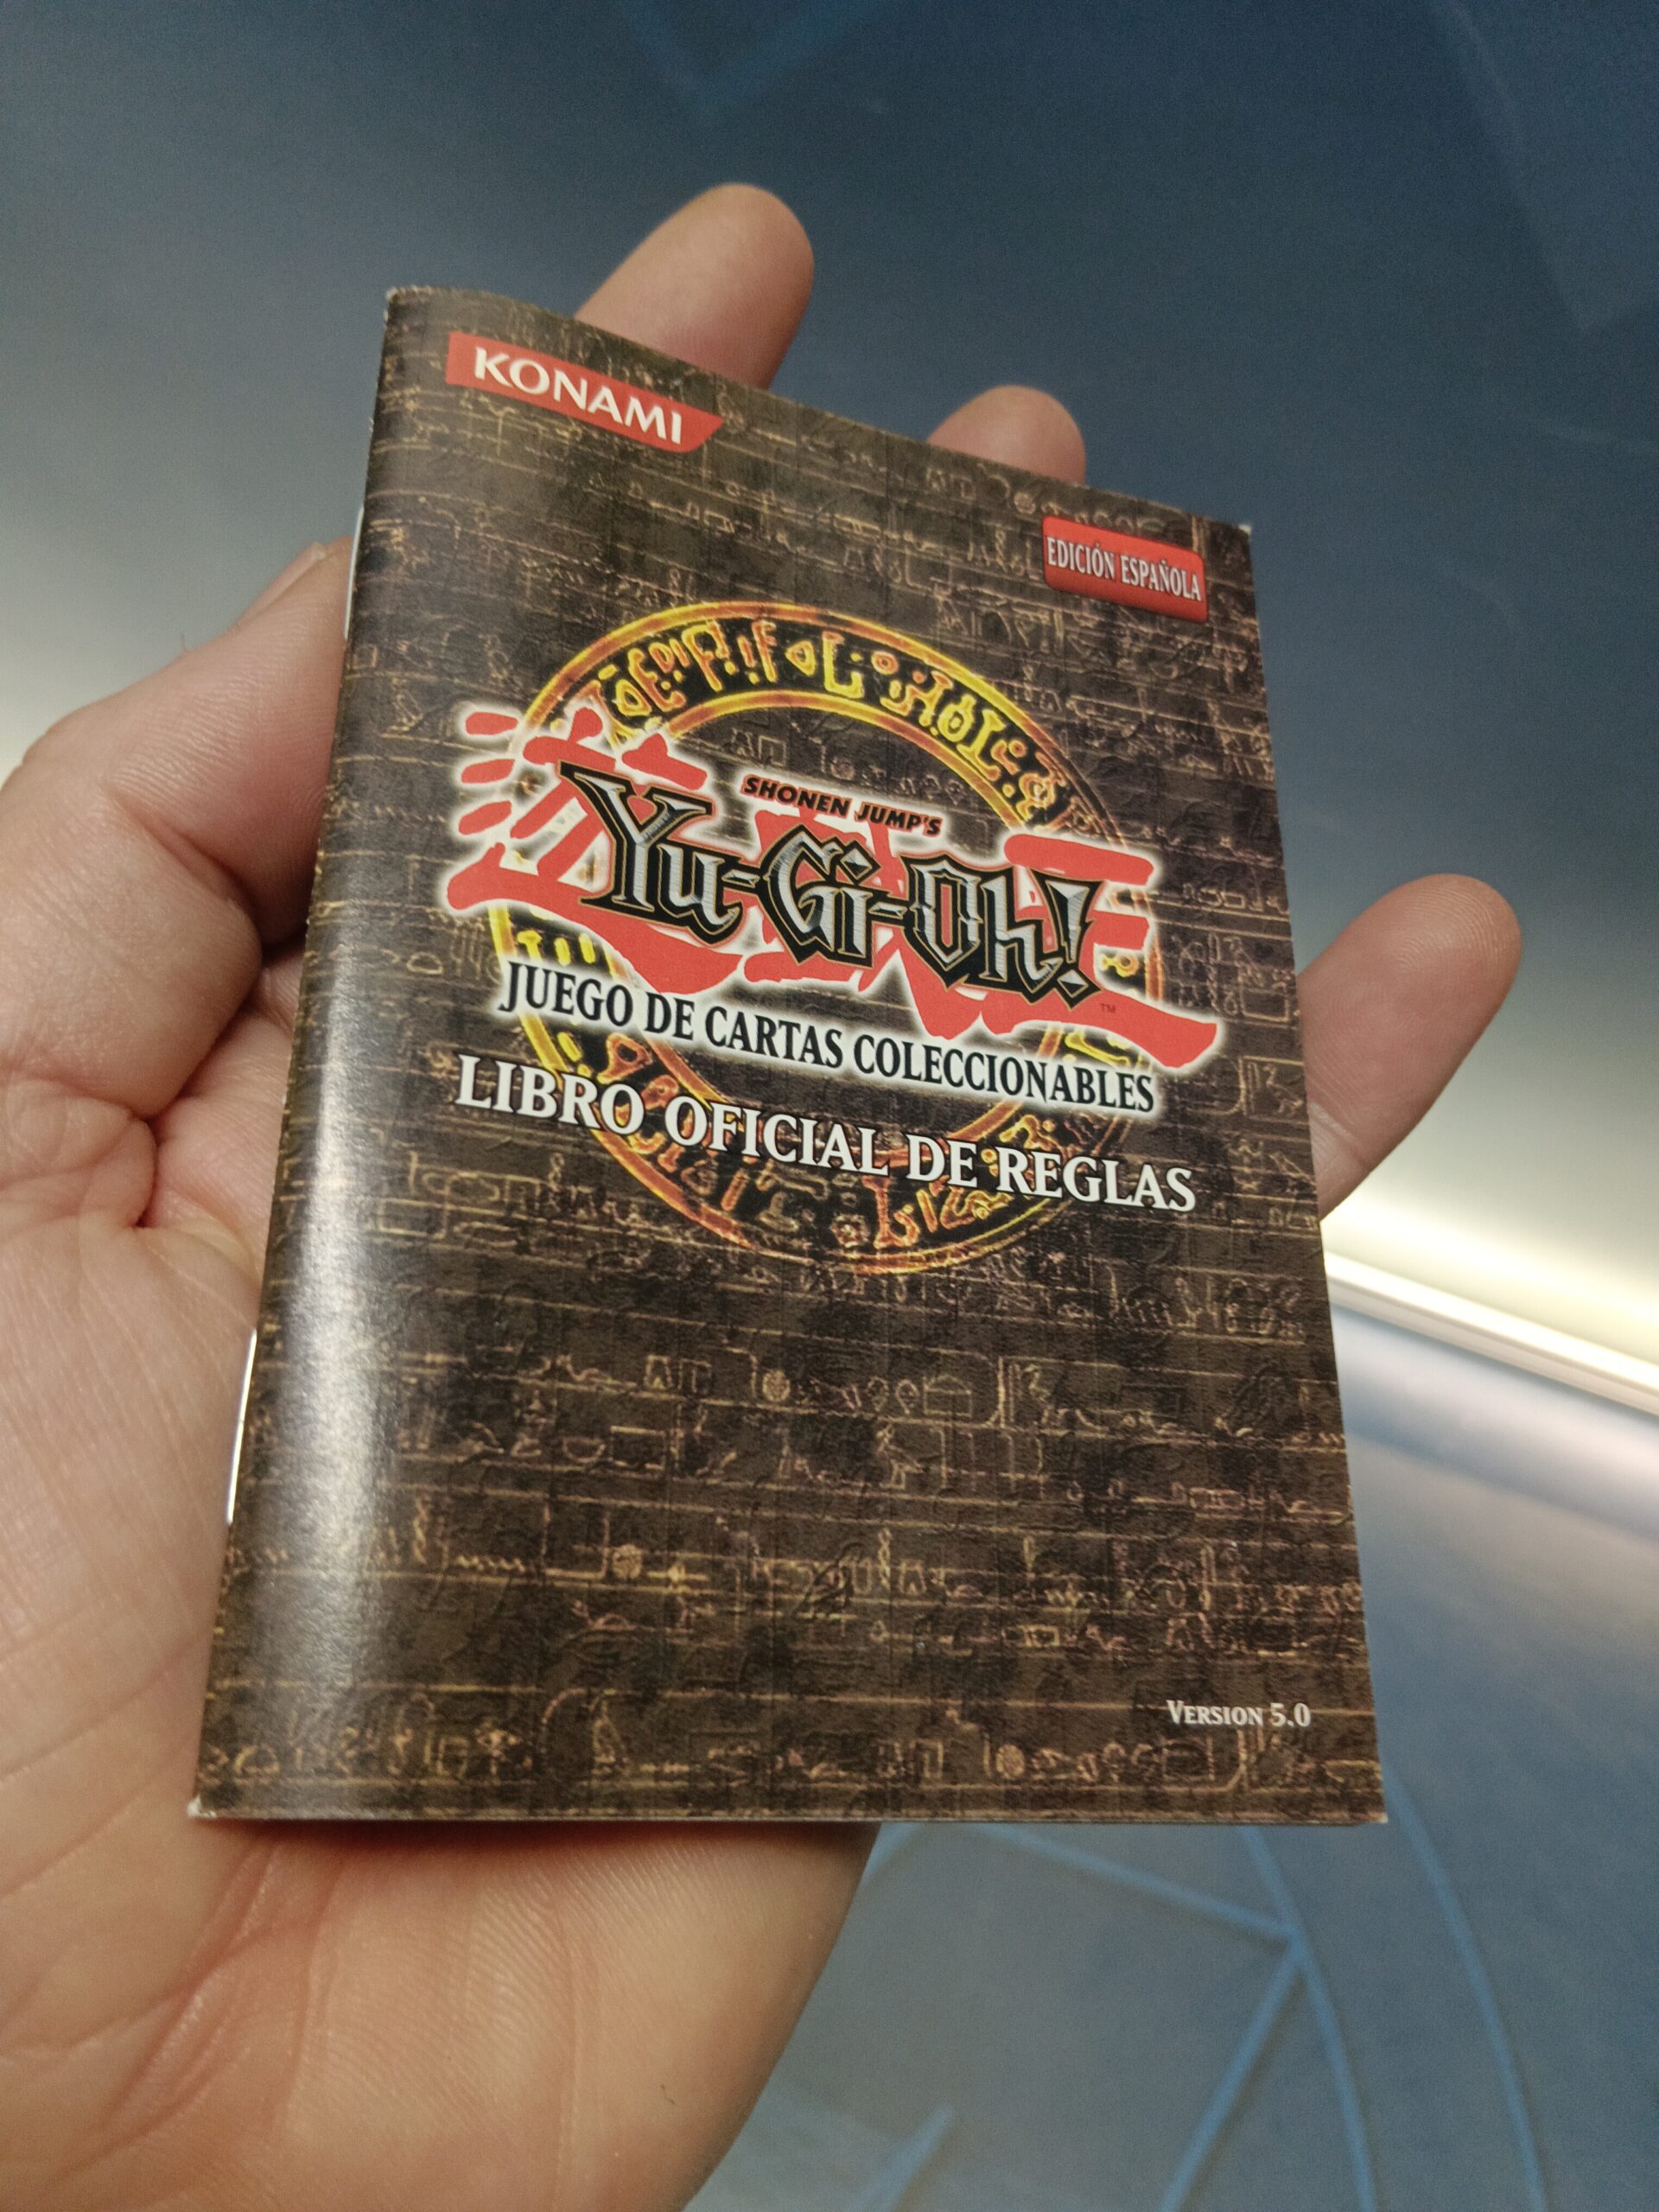 KONAMI
EDICIÓN ESPAÑOLA
SHONEN JUMP'S
Yu-Gi-Oh!
™
JUEGO DE CARTAS COLECCIONABLES
LIBRO OFICIAL DE REGLAS
VERSION 5.0